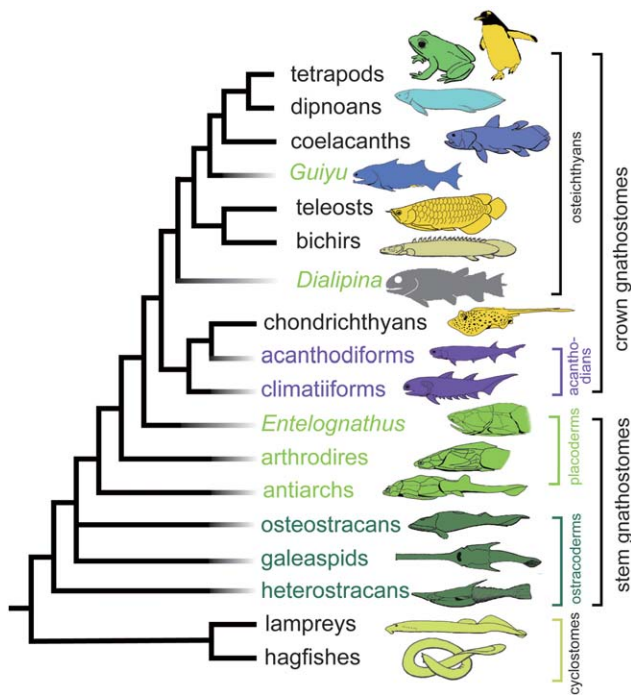 tetrapods
dipnoans
coelacanths
Guiyu
teleosts
bichirs
Dialipina
chondrichthyans
acanthodiforms
climatiiforms
Entelognathus
arthrodires
antiarchs
osteostracans
galeaspids
heterostracans
lampreys
hagfishes
osteichthyans
acantho-
dians
placoderms
ostracoderms
cyclostomes
crown gnathostomes
stem gnathostomes